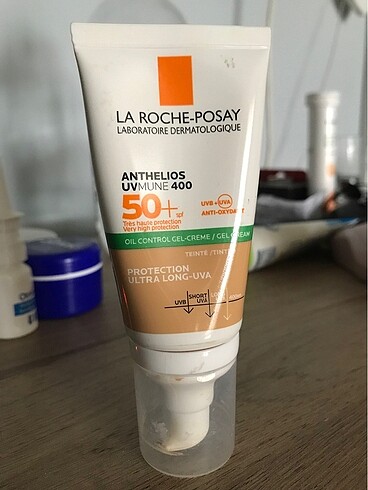 LA ROCHE-POSAY
LABORATOIRE DERMATOLOGIQUE
ANTHELIOS
UVMUNE 400
50+ spf
UVB + UVA
ANTI-OXYDANT
Très haute protection
Very high protection
OIL CONTROL GEL-CREME / GEL CREAM
TEINTÉ/TINTED
PROTECTION
ULTRA LONG-UVA
UVB
SHORT
UVA